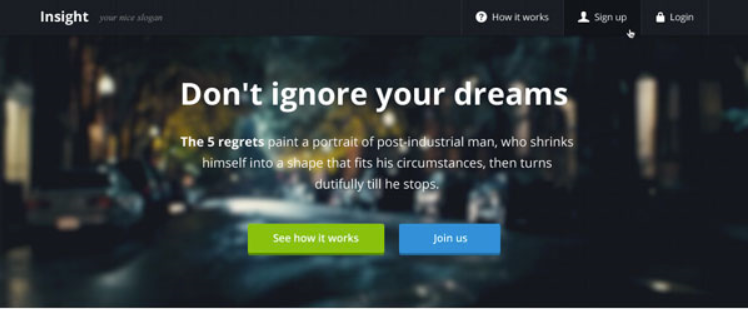 Insight your nice slogan How it works Sign up Login
Don't ignore your dreams
The 5 regrets paint a portrait of post-industrial man, who shrinks
himself into a shape that fits his circumstances, then turns
dutifully till he stops.
See how it works Join us